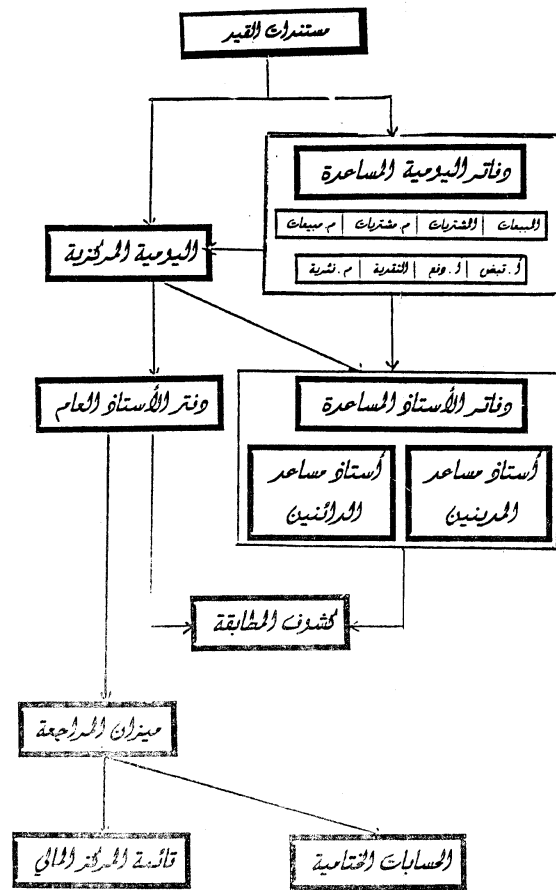 مستندات القيد
دفاتر اليومية المساعدة
المبيعات | المشتريات | م.مشتريات | م.مبيعات
أ.قبض | أ.دفع | النقدية | م.نثرية
اليومية المركزية
دفاتر الأستاذ المساعدة
دفتر الأستاذ العام
أستاذ مساعد
المدينين
أستاذ مساعد
الدائنين
كشوف المطابقة
ميزان المراجعة
الحسابات الختامية
قائمة المركز المالي